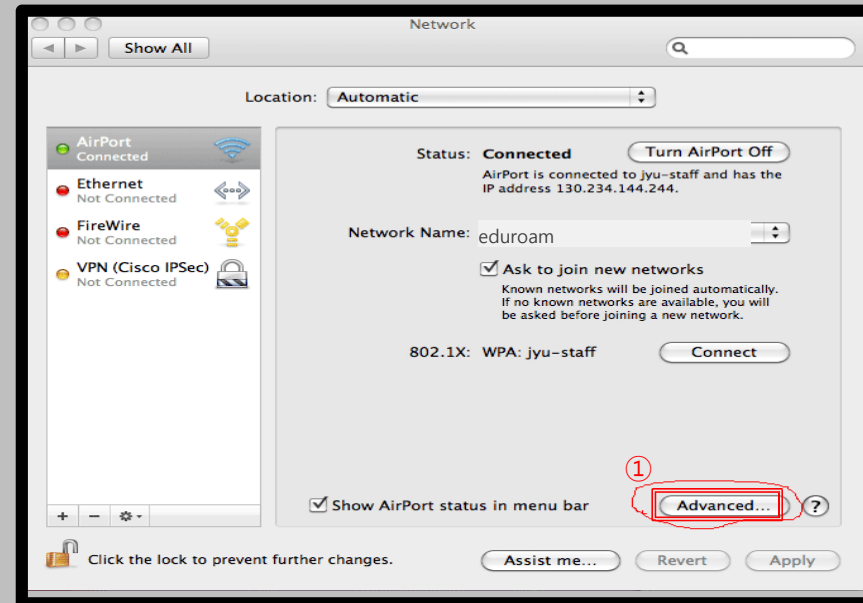 Network
Show All
Location: Automatic
AirPort
Connected
Ethernet
Not Connected
FireWire
Not Connected
VPN (Cisco IPSec)
Not Connected
Status: Connected
Turn AirPort Off
AirPort is connected to jyu-staff and has the
IP address 130.234.144.244.
Network Name: eduroam
Ask to join new networks
Known networks will be joined automatically.
If no known networks are available, you will
be asked before joining a new network.
802.1X: WPA: jyu-staff
Connect
①
Show AirPort status in menu bar
Advanced...
?
Click the lock to prevent further changes.
Assist me...
Revert
Apply